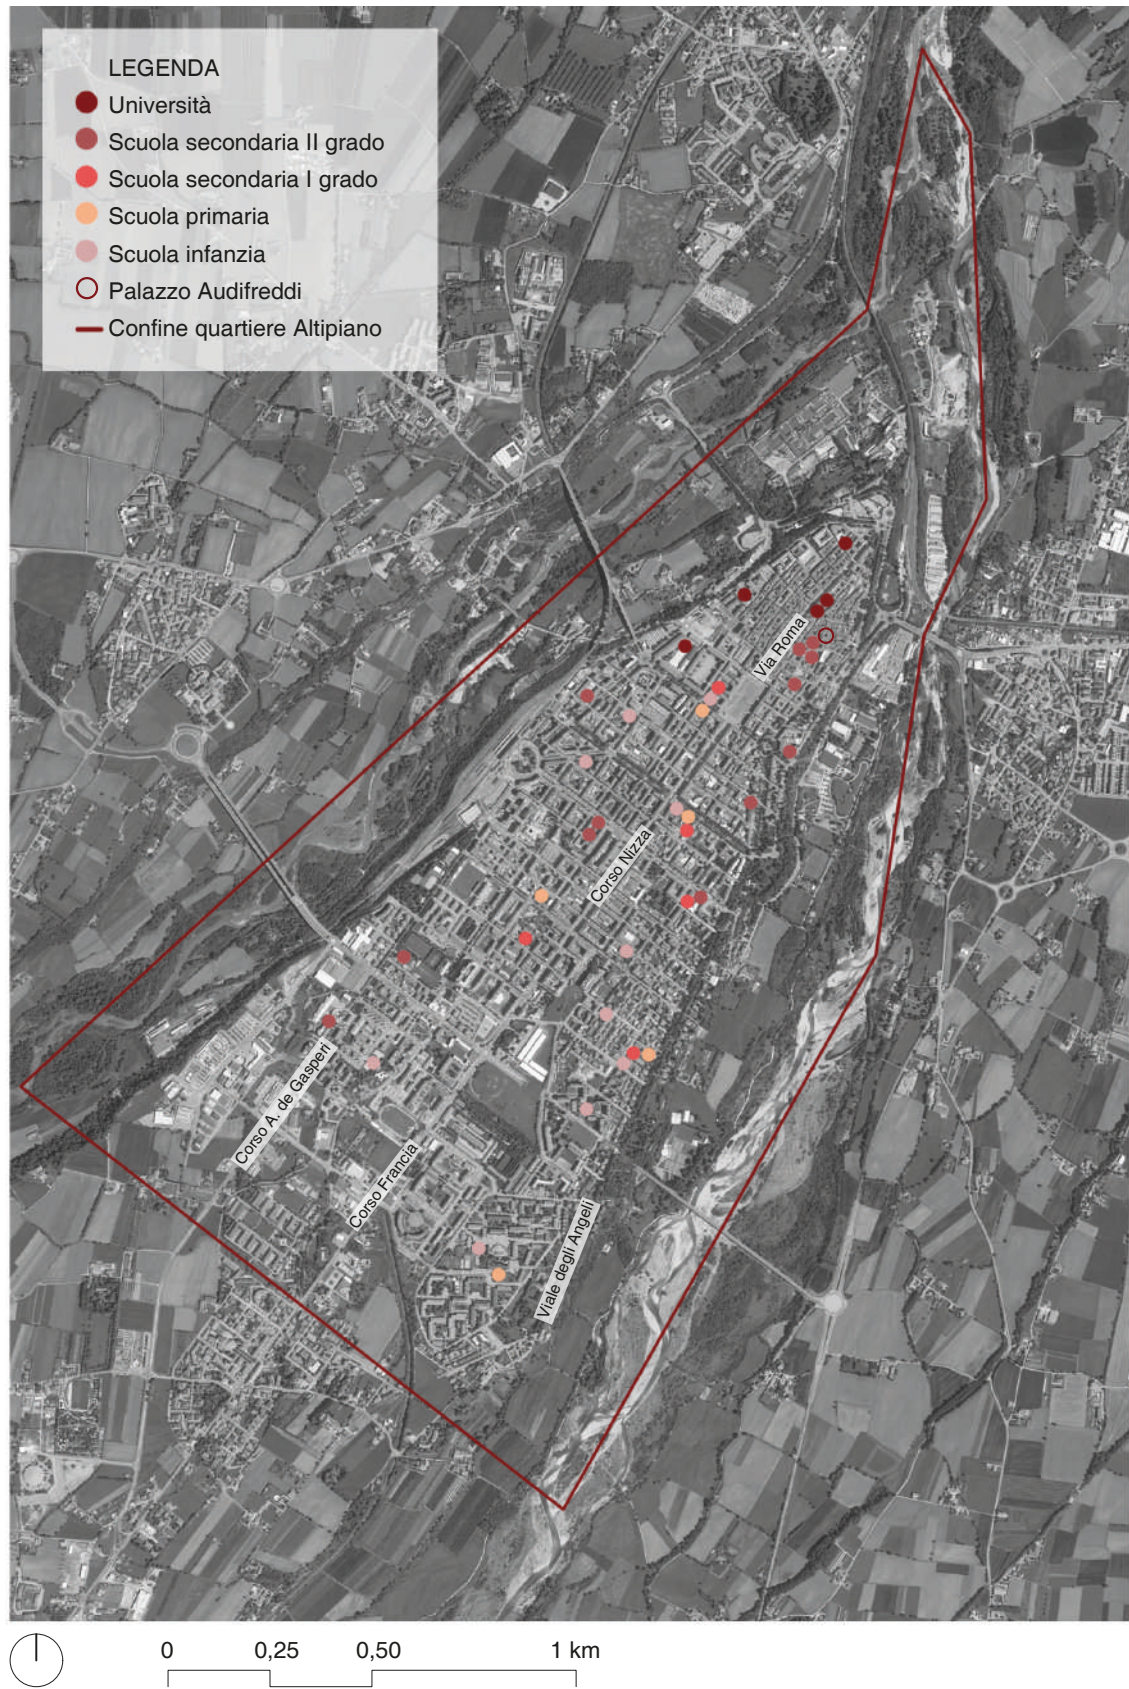 LEGENDA
Università
Scuola secondaria II grado
Scuola secondaria I grado
Scuola primaria
Scuola infanzia
Palazzo Audifreddi
Confine quartiere Altipiano
Via Roma
Corso Nizza
Corso A. de Gasperi
Corso Francia
Viale degli Angeli
0 0,25 0,50 1 km